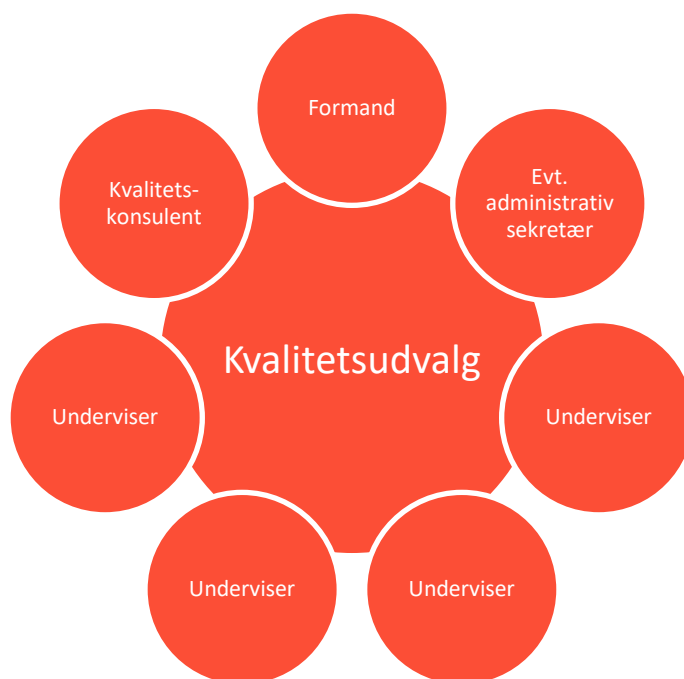 Formand
Evt.
administrativ
sekretær
Kvalitets-
konsulent
Kvalitetsudvalg
Underviser
Underviser
Underviser
Underviser